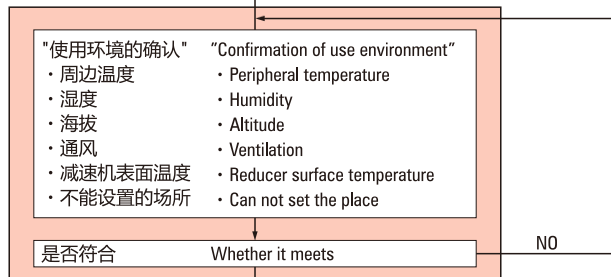 "使用环境的确认" "Confirmation of use environment"
・周边温度 ・Peripheral temperature
・湿度 ・Humidity
・海拔 ・Altitude
・通风 ・Ventilation
・减速机表面温度 ・Reducer surface temperature
・不能设置的场所 ・Can not set the place
是否符合 Whether it meets
NO